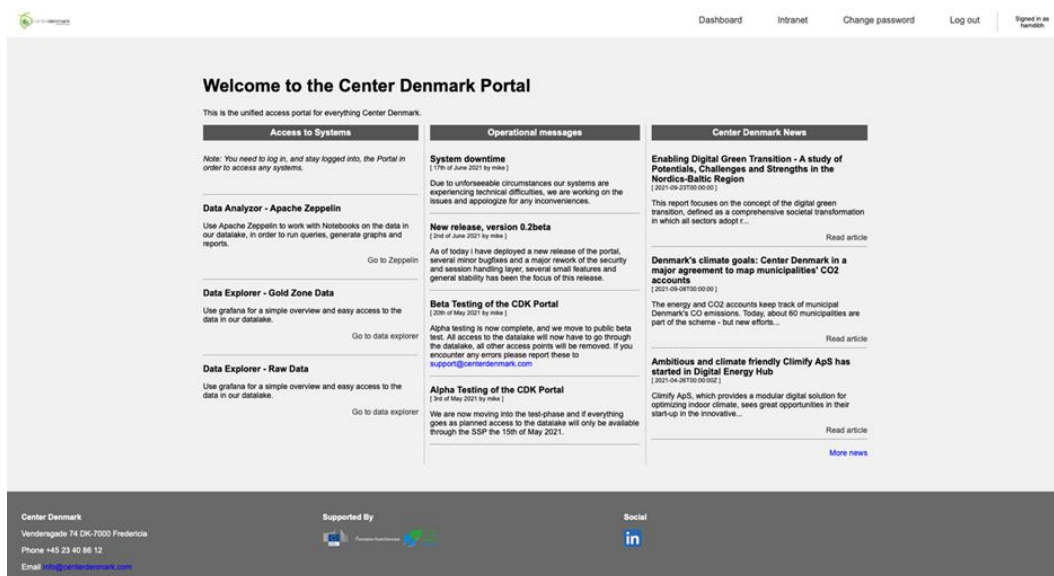 centerdenmark
Dashboard
Intranet
Change password
Log out
Signed in as
hamdibh
Welcome to the Center Denmark Portal
This is the unified access portal for everything Center Denmark.
Access to Systems
Note: You need to log in, and stay logged into, the Portal in
order to access any systems.
Data Analyzor - Apache Zeppelin
Use Apache Zeppelin to work with Notebooks on the data in
our datalake, in order to run queries, generate graphs and
reports.
Go to Zeppelin
Data Explorer - Gold Zone Data
Use grafana for a simple overview and easy access to the
data in our datalake.
Go to data explorer
Data Explorer - Raw Data
Use grafana for a simple overview and easy access to the
data in our datalake.
Go to data explorer
Operational messages
System downtime
[ 17th of June 2021 by mike ]
Due to unforseeable circumstances our systems are
experiencing technical difficulties, we are working on the
issues and appologize for any inconveniences.
New release, version 0.2beta
[ 2nd of June 2021 by mike ]
As of today i have deployed a new release of the portal,
several minor bugfixes and a major rework of the security
and session handling layer, several small features and
general stability has been the focus of this release.
Beta Testing of the CDK Portal
[ 20th of May 2021 by mike ]
Alpha testing is now complete, and we move to public beta
test. All access to the datalake will now have to go through
the datalake, all other access points will be removed. If you
encounter any errors please report these to
support@centerdenmark.com
Alpha Testing of the CDK Portal
[ 3rd of May 2021 by mike ]
We are now moving into the test-phase and if everything
goes as planned access to the datalake will only be available
through the SSP the 15th of May 2021.
Center Denmark News
Enabling Digital Green Transition - A study of
Potentials, Challenges and Strengths in the
Nordics-Baltic Region
[ 2021-09-23T00:00:00 ]
This report focuses on the concept of the digital green
transition, defined as a comprehensive societal transformation
in which all sectors adopt r...
Read article
Denmark's climate goals: Center Denmark in a
major agreement to map municipalities' CO2
accounts
[ 2021-09-08T00:00:00 ]
The energy and CO2 accounts keep track of municipal
Denmark's CO emissions. Today, about 60 municipalities are
part of the scheme - but new efforts...
Read article
Ambitious and climate friendly Climify ApS has
started in Digital Energy Hub
[ 2021-04-26T00:00:00Z ]
Climify ApS, which provides a modular digital solution for
optimizing indoor climate, sees great opportunities in their
start-up in the innovative...
Read article
More news
Center Denmark
Vendersgade 74 DK-7000 Fredericia
Phone +45 23 40 86 12
Email info@centerdenmark.com
Supported By
Innovation Fund Denmark
Social
in